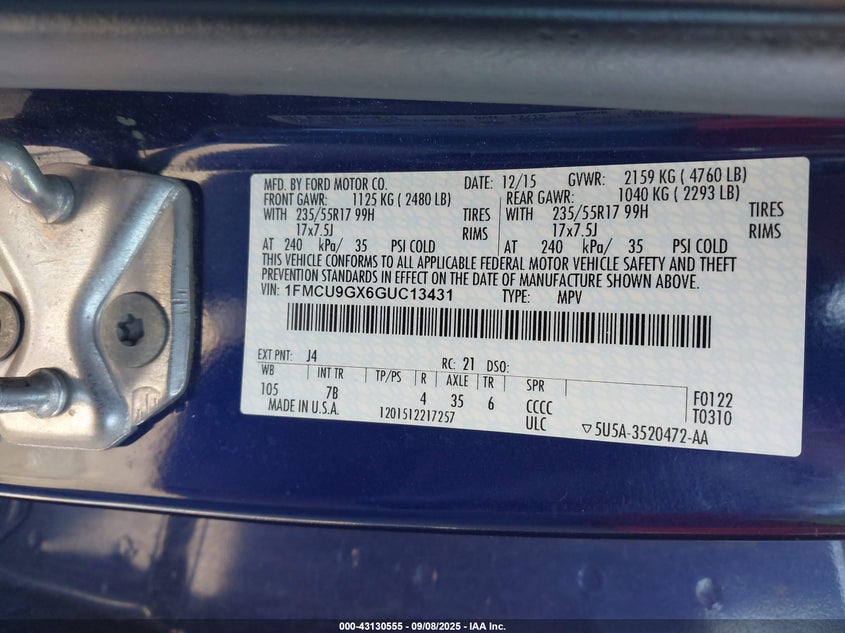 MFD. BY FORD MOTOR CO. DATE: 12/15 GVWR: 2159 KG ( 4760 LB)
FRONT GAWR: 1125 KG ( 2480 LB) REAR GAWR: 1040 KG ( 2293 LB)
WITH 235/55R17 99H TIRES WITH 235/55R17 99H TIRES
17x7.5J RIMS 17x7.5J RIMS
AT 240 kPa/ 35 PSI COLD AT 240 kPa/ 35 PSI COLD
THIS VEHICLE CONFORMS TO ALL APPLICABLE FEDERAL MOTOR VEHICLE SAFETY AND THEFT
PREVENTION STANDARDS IN EFFECT ON THE DATE OF MANUFACTURE SHOWN ABOVE.
VIN: 1FMCU9GX6GUC13431 TYPE: MPV
EXT PNT: J4 RC: 21 DSO:
WB INT TR TP/PS R AXLE TR SPR
105 7B 4 35 6 CCCC F0122
MADE IN U.S.A. 1201512217257 ULC T0310
▽5U5A-3520472-AA
000-43130555 - 09/08/2025 - IAA Inc.